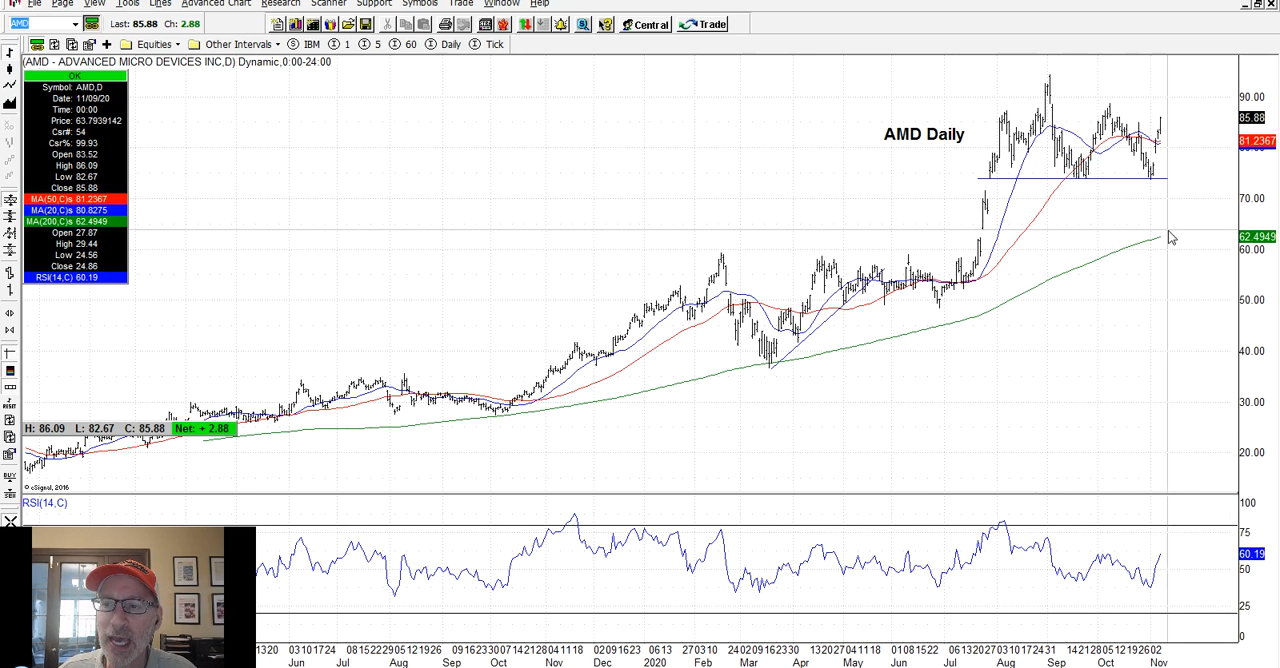 File Page View Tools Lines Advanced Chart Research Scanner Support Symbols Trade Window Help
AMD Last: 85.88 Ch: 2.88 Central Trade
Equities Other Intervals S IBM I 1 I 5 I 60 I Daily I Tick
(AMD - ADVANCED MICRO DEVICES INC,D) Dynamic,0:00-24:00
OK
Symbol: AMD,D
Date: 11/09/20
Time: 00:00
Price: 63.7939142
Csr#: 54
Csr%: 99.93
Open 83.52
High 86.09
Low 82.67
Close 85.88
MA(50,C)s 81.2367
MA(20,C)s 80.8275
MA(200,C)s 62.4949
Open 27.87
High 29.44
Low 24.56
Close 24.86
RSI(14,C) 60.19
AMD Daily
90.00
85.88
81.2367
70.00
62.4949
60.00
50.00
40.00
30.00
20.00
H: 86.09 L: 82.67 C: 85.88 Net: + 2.88
© eSignal, 2016
RSI(14,C)
100
75
60.19
50
25
0
RESET
BUY
Jun Jul Aug Sep Oct Nov Dec 2020 Feb Mar Apr May Jun Jul Aug Sep Oct Nov